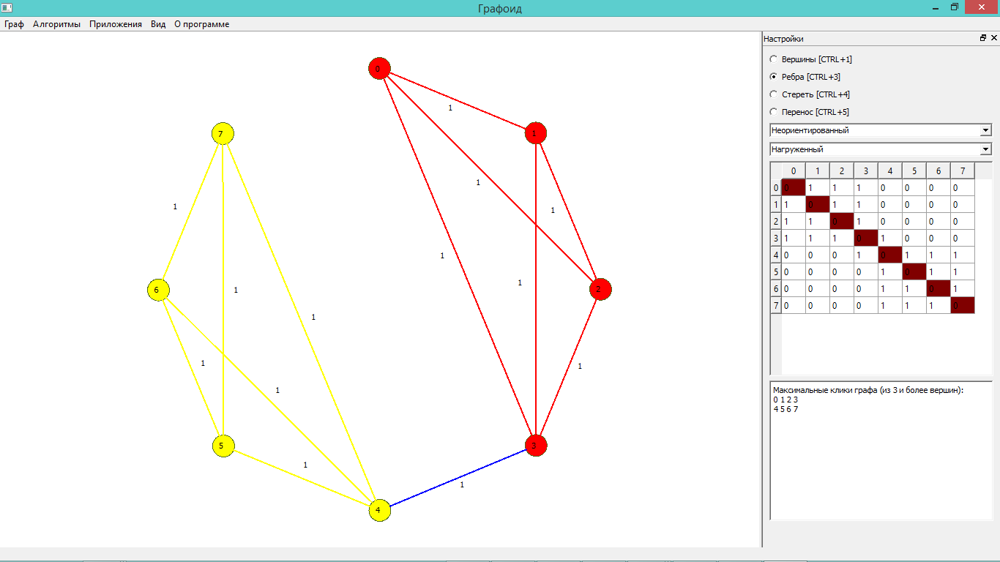 Графоид
Граф Алгоритмы Приложения Вид О программе
Настройки
Вершины [CTRL+1]
Ребра [CTRL+3]
Стереть [CTRL+4]
Перенос [CTRL+5]
Неориентированный
Нагруженный
0 1 2 3 4 5 6 7
0 0 1 1 1 0 0 0 0
1 1 0 1 1 0 0 0 0
2 1 1 0 1 0 0 0 0
3 1 1 1 0 1 0 0 0
4 0 0 0 1 0 1 1 1
5 0 0 0 0 1 0 1 1
6 0 0 0 0 1 1 0 1
7 0 0 0 0 1 1 1 0
Максимальные клики графа (из 3 и более вершин):
0 1 2 3
4 5 6 7
0
1
7
1
1
1
1
1
1
6
1
2
1
1
1
1
1
5
3
1
1
4